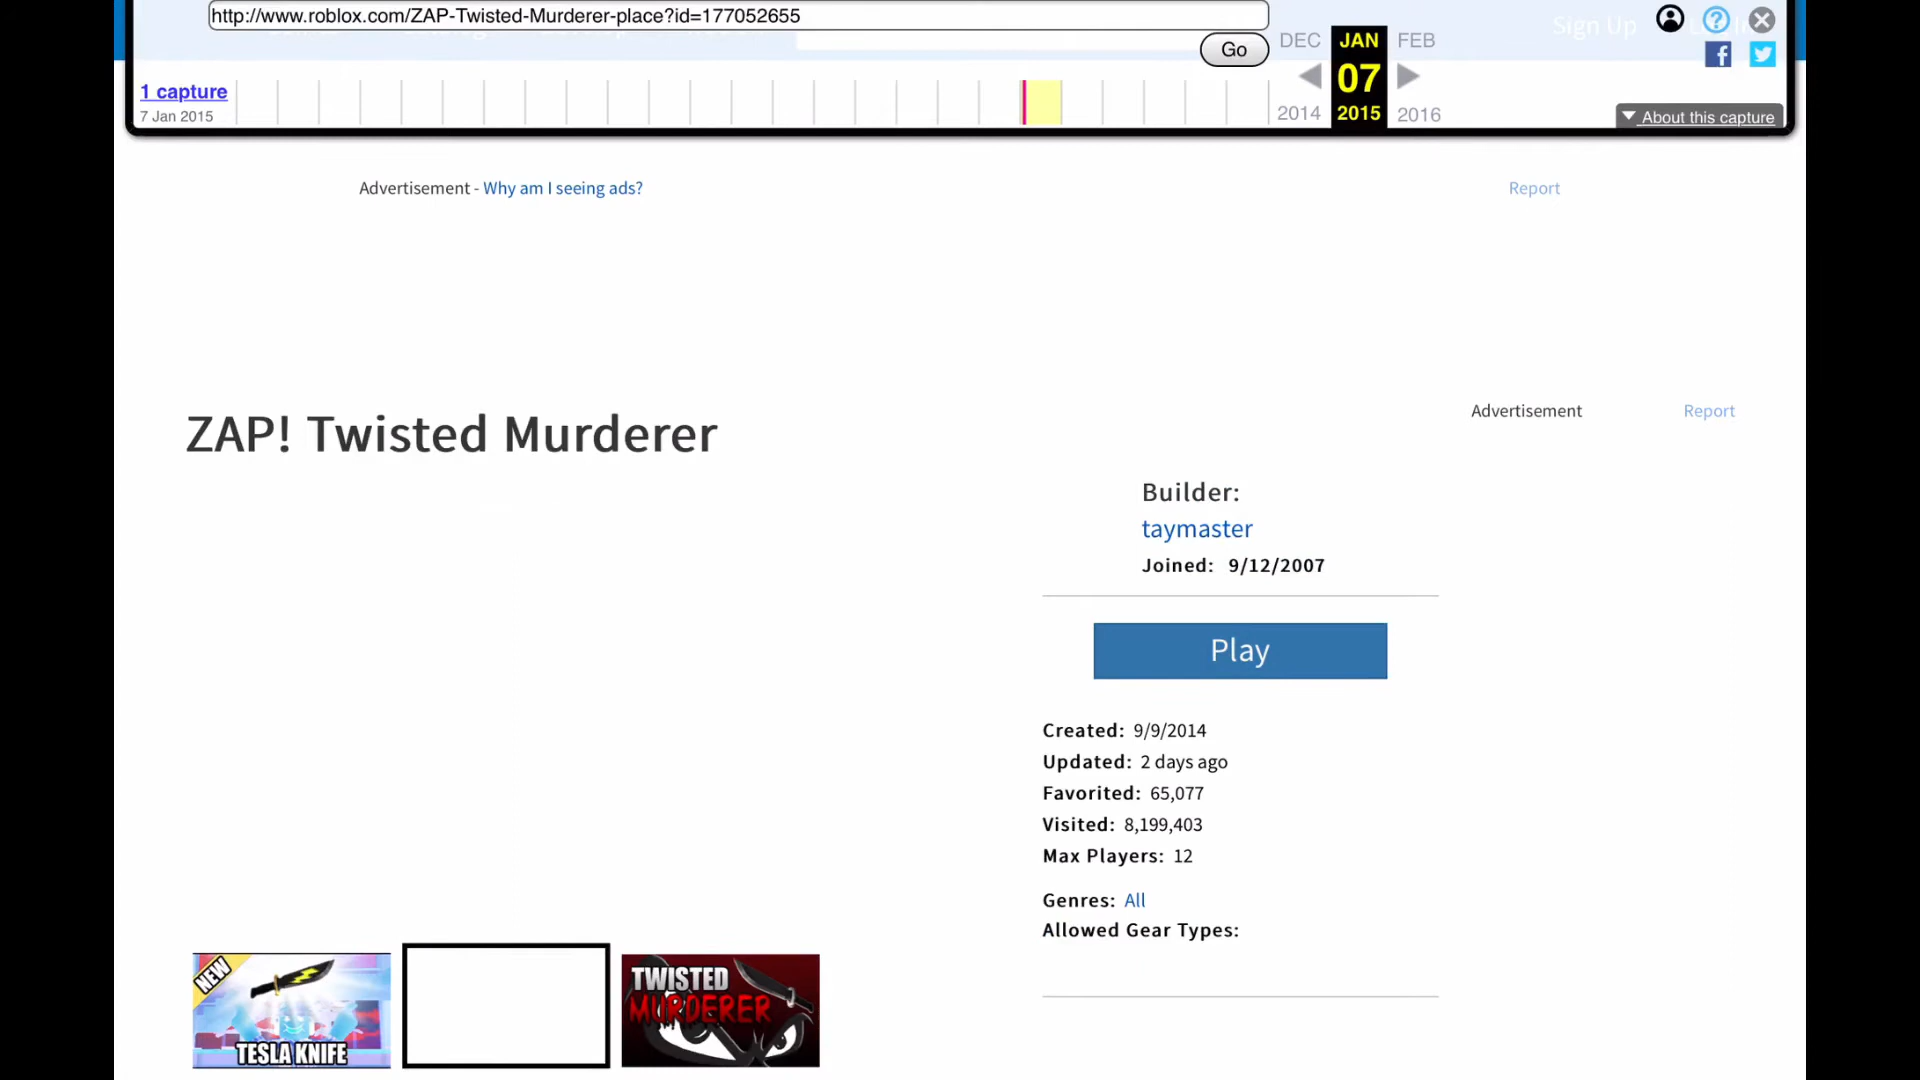 http://www.roblox.com/ZAP-Twisted-Murderer-place?id=177052655
Sign Up
Go
DEC JAN FEB
07
2014 2015 2016
1 capture
7 Jan 2015
About this capture
Advertisement - Why am I seeing ads?
Report
ZAP! Twisted Murderer
Advertisement Report
Builder:
taymaster
Joined: 9/12/2007
Play
Created: 9/9/2014
Updated: 2 days ago
Favorited: 65,077
Visited: 8,199,403
Max Players: 12
Genres: All
Allowed Gear Types:
NEW
TESLA KNIFE
TWISTED
MURDERER